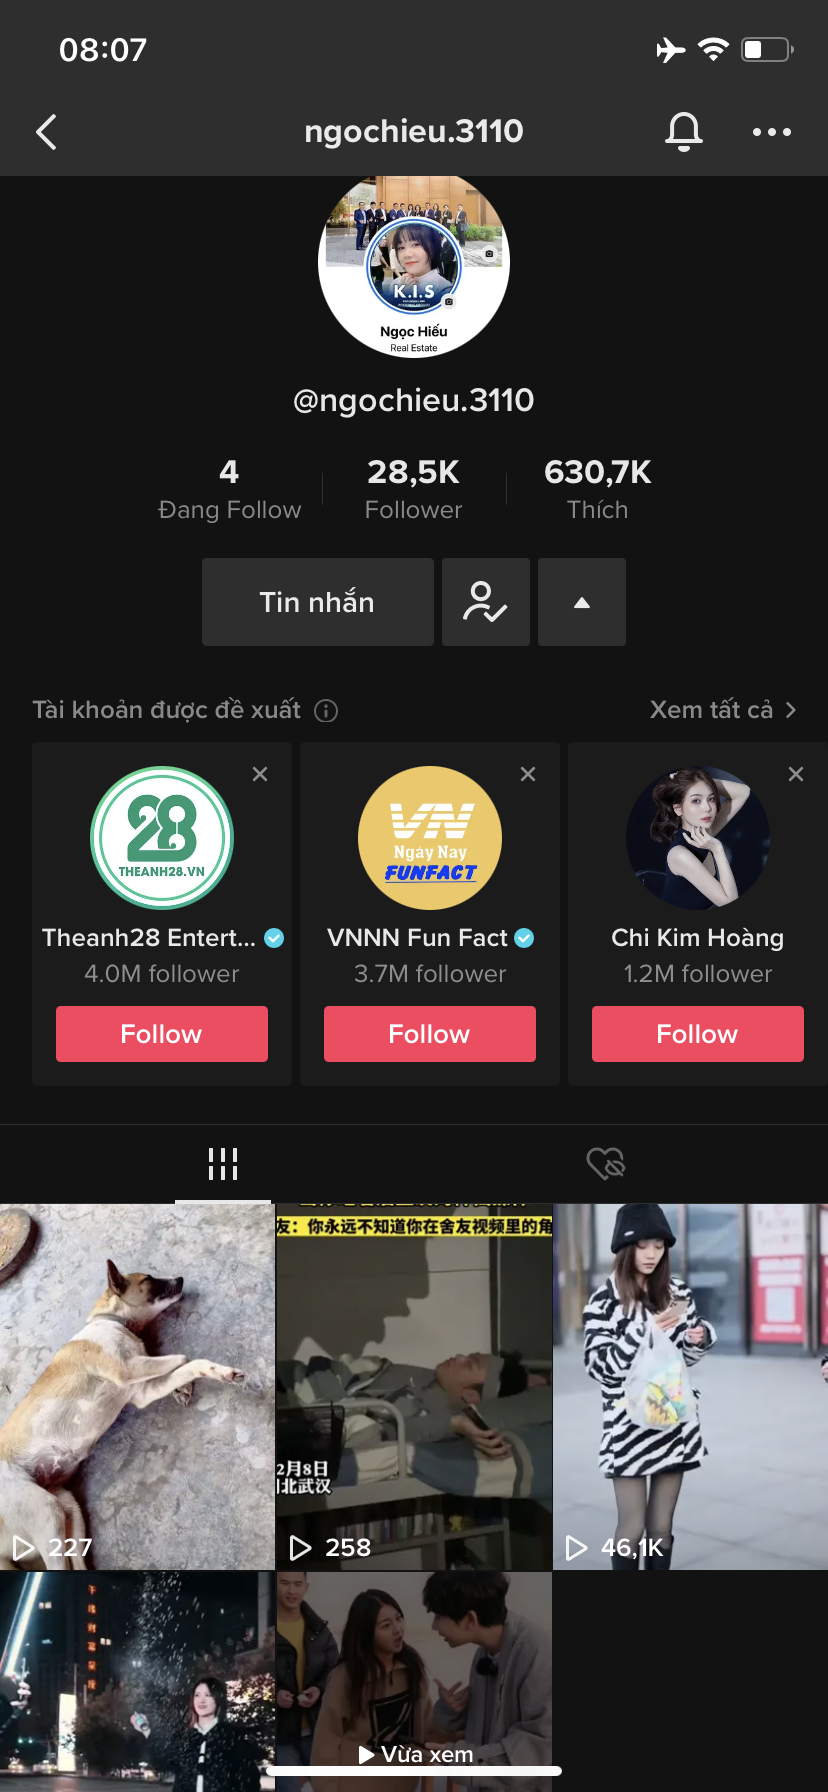 08:07
ngochieu.3110
K.I.S
Ngọc Hiếu
Real Estate
@ngochieu.3110
4
Đang Follow
28,5K
Follower
630,7K
Thích
Tin nhắn
Tài khoản được đề xuất
Xem tất cả
28
THEANH28.VN
Theanh28 Entert...
4.0M follower
Follow
VN
Ngày Nay
FUNFACT
VNNN Fun Fact
3.7M follower
Follow
Chi Kim Hoàng
1.2M follower
Follow
友：你永远不知道你在舍友视频里的角
2月8日
北武汉
227
258
46,1K
Vừa xem